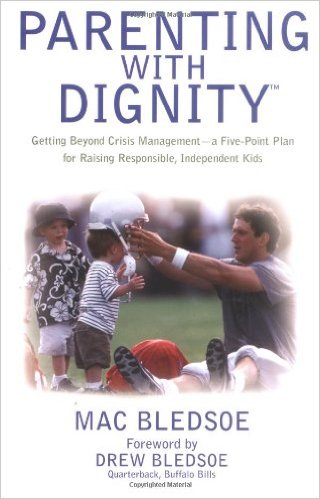 PARENTING
WITH
DIGNITY™
Getting Beyond Crisis Management—a Five-Point Plan
for Raising Responsible, Independent Kids
MAC BLEDSOE
Foreword by
DREW BLEDSOE
Quarterback, Buffalo Bills